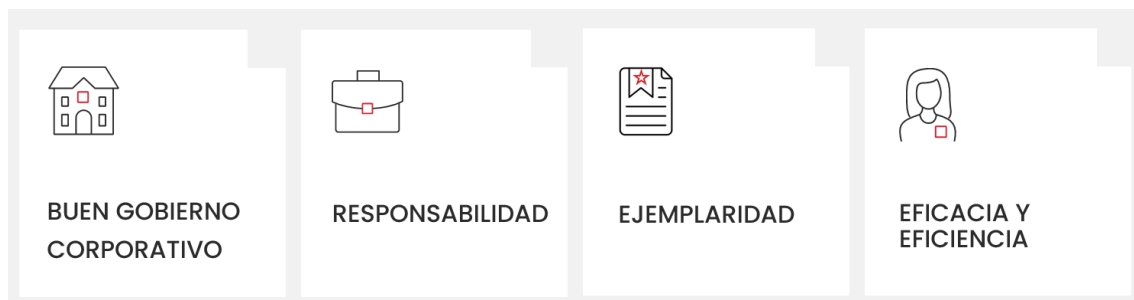 BUEN GOBIERNO
CORPORATIVO
RESPONSABILIDAD
EJEMPLARIDAD
EFICACIA Y
EFICIENCIA